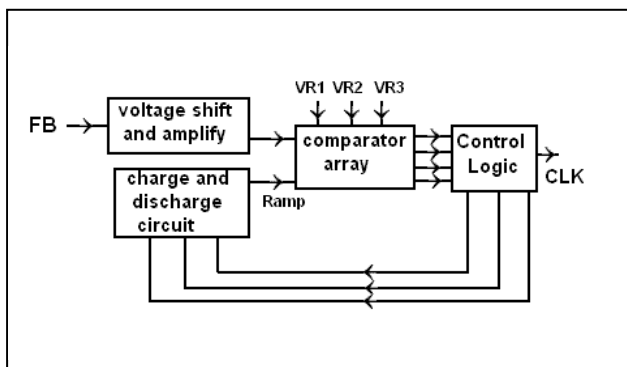 VR1 VR2 VR3
FB
voltage shift
and amplify
comparator
array
Control
Logic
CLK
charge and
discharge
circuit
Ramp